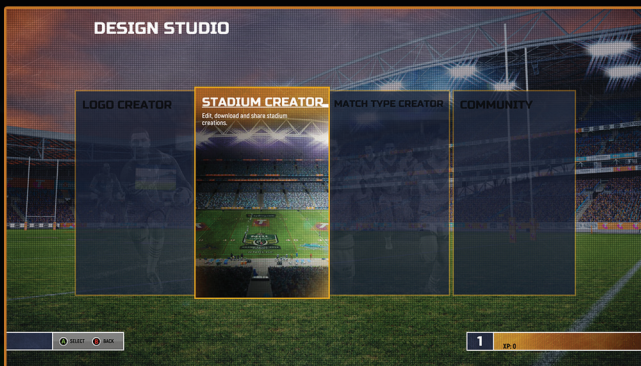 DESIGN STUDIO
LOGO CREATOR
STADIUM CREATOR
Edit, download and share stadium
creations.
MATCH TYPE CREATOR
COMMUNITY
A SELECT B BACK
1
XP: 0